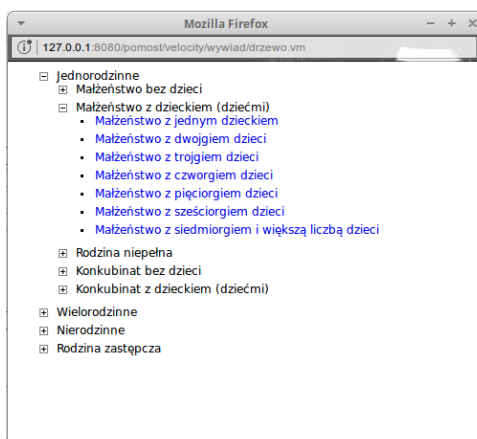 Mozilla Firefox
127.0.0.1:8080/pomost/velocity/wywiad/drzewo.vm
Jednorodzinne
Małżeństwo bez dzieci
Małżeństwo z dzieckiem (dziećmi)
Małżeństwo z jednym dzieckiem
Małżeństwo z dwojgiem dzieci
Małżeństwo z trojgiem dzieci
Małżeństwo z czworgiem dzieci
Małżeństwo z pięciorgiem dzieci
Małżeństwo z sześciorgiem dzieci
Małżeństwo z siedmiorgiem i większą liczbą dzieci
Rodzina niepełna
Konkubinat bez dzieci
Konkubinat z dzieckiem (dziećmi)
Wielorodzinne
Nierodzinne
Rodzina zastępcza